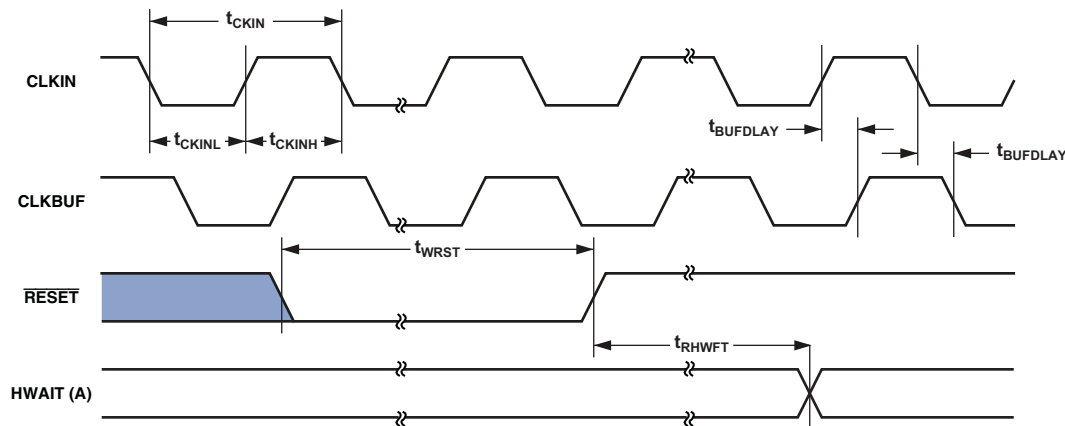 tCKIN
CLKIN
tCKINL
tCKINH
tBUFDLAY
tBUFDLAY
CLKBUF
tWRST
RESET
tRHWFT
HWAIT (A)